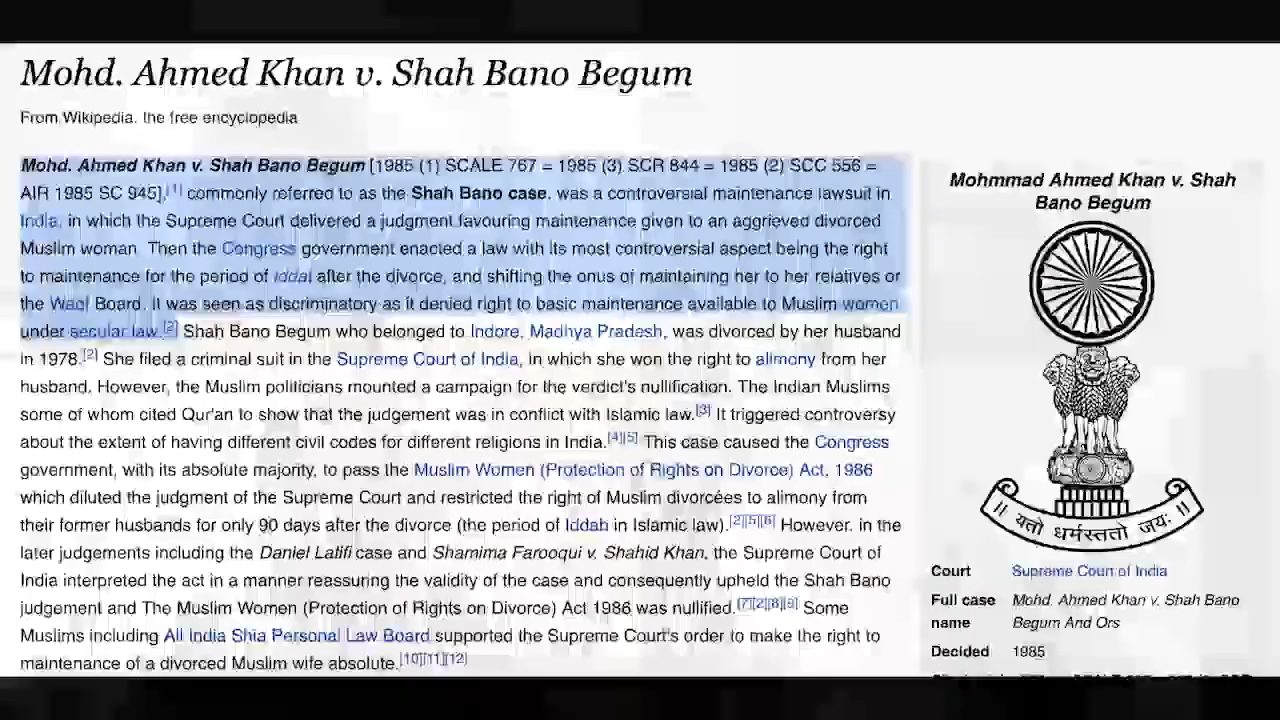 Mohd. Ahmed Khan v. Shah Bano Begum
From Wikipedia, the free encyclopedia
Mohd. Ahmed Khan v. Shah Bano Begum [1985 (1) SCALE 767 = 1985 (3) SCR 844 = 1985 (2) SCC 556 =
AIR 1985 SC 945],[1] commonly referred to as the Shah Bano case, was a controversial maintenance lawsuit in
India, in which the Supreme Court delivered a judgment favouring maintenance given to an aggrieved divorced
Muslim woman. Then the Congress government enacted a law with its most controversial aspect being the right
to maintenance for the period of iddat after the divorce, and shifting the onus of maintaining her to her relatives or
the Waqf Board. It was seen as discriminatory as it denied right to basic maintenance available to Muslim women
under secular law.[2] Shah Bano Begum who belonged to Indore, Madhya Pradesh, was divorced by her husband
in 1978.[2] She filed a criminal suit in the Supreme Court of India, in which she won the right to alimony from her
husband. However, the Muslim politicians mounted a campaign for the verdict's nullification. The Indian Muslims
some of whom cited Qur'an to show that the judgement was in conflict with Islamic law.[3] It triggered controversy
about the extent of having different civil codes for different religions in India.[4][5] This case caused the Congress
government, with its absolute majority, to pass the Muslim Women (Protection of Rights on Divorce) Act, 1986
which diluted the judgment of the Supreme Court and restricted the right of Muslim divorcées to alimony from
their former husbands for only 90 days after the divorce (the period of Iddah in Islamic law).[2][5][6] However, in the
later judgements including the Daniel Latifi case and Shamima Farooqui v. Shahid Khan, the Supreme Court of
India interpreted the act in a manner reassuring the validity of the case and consequently upheld the Shah Bano
judgement and The Muslim Women (Protection of Rights on Divorce) Act 1986 was nullified.[7][2][8][9] Some
Muslims including All India Shia Personal Law Board supported the Supreme Court's order to make the right to
maintenance of a divorced Muslim wife absolute.[10][11][12]
Mohmmad Ahmed Khan v. Shah
Bano Begum
॥ यतो धर्मस्ततो जयः ॥
Court Supreme Court of India
Full case Mohd. Ahmed Khan v. Shah Bano
name Begum And Ors
Decided 1985